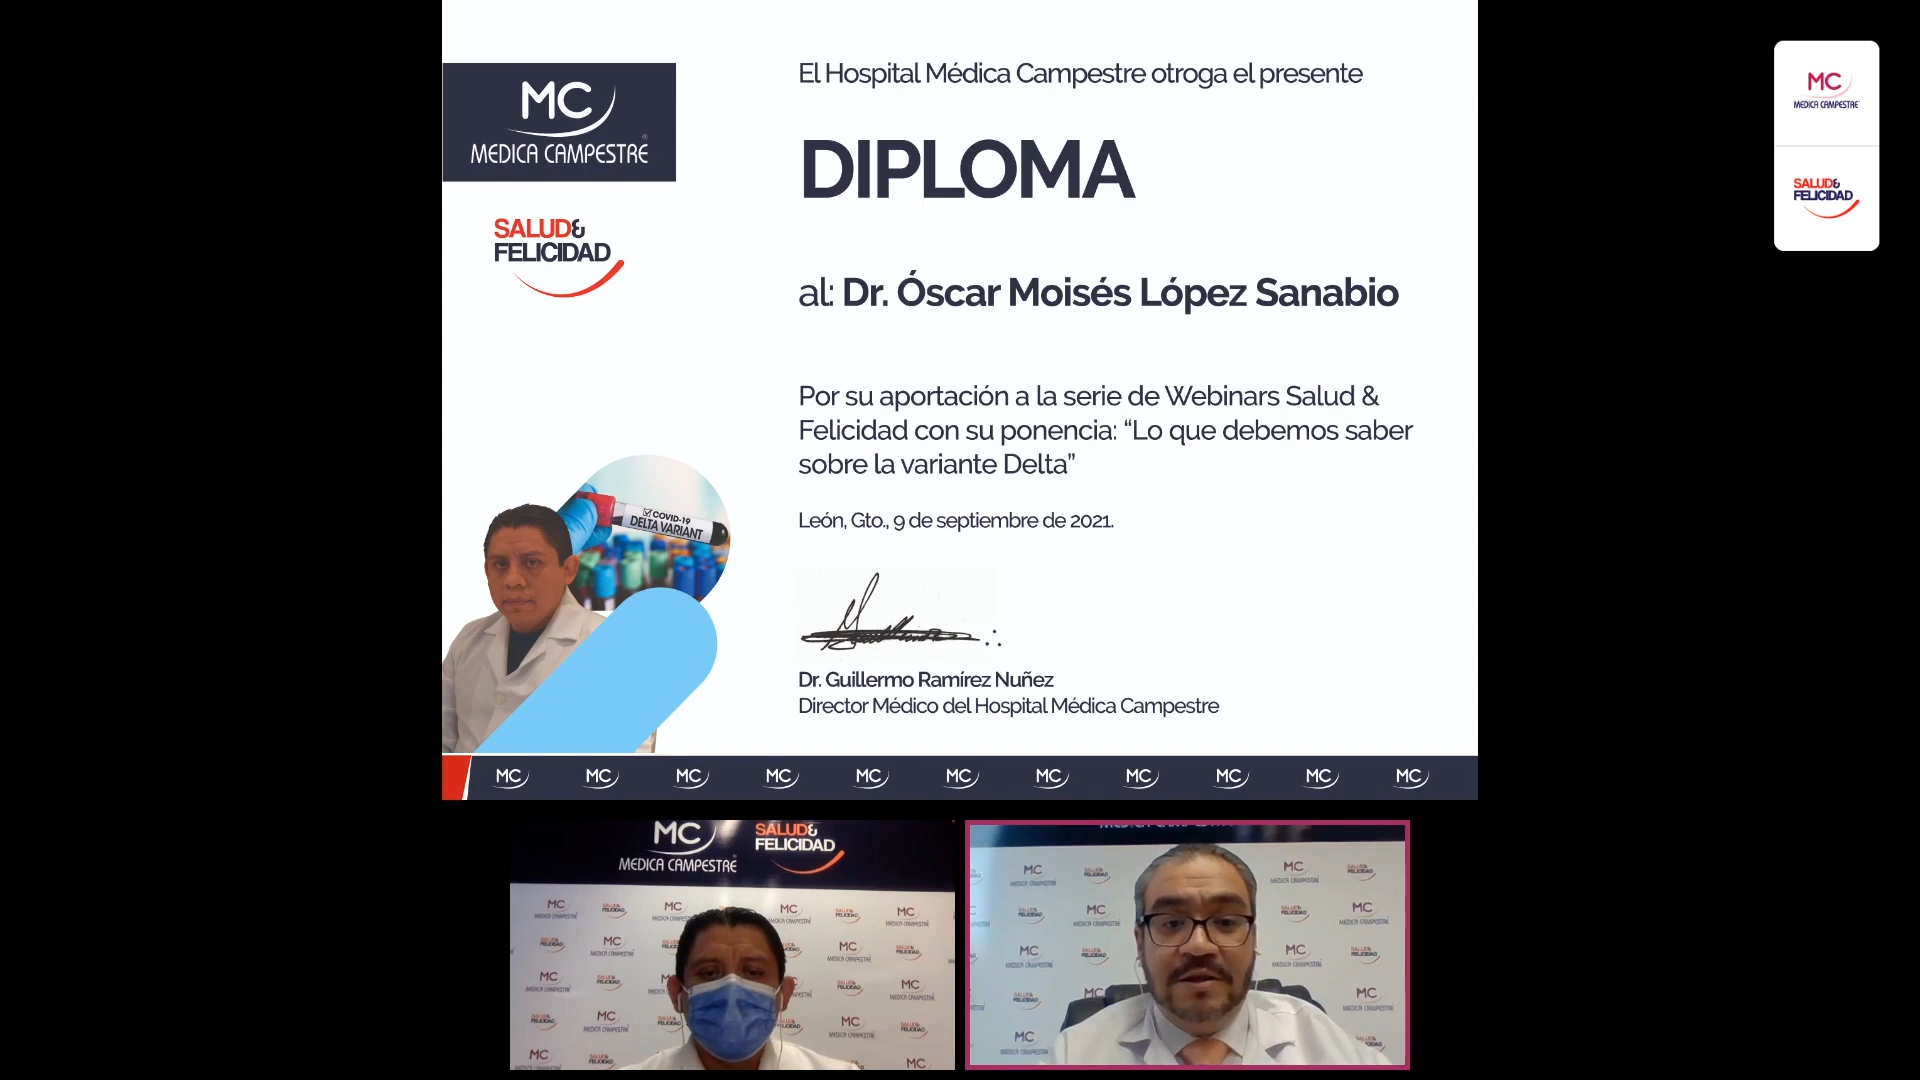 El Hospital Médica Campestre otroga el presente
MC
MEDICA CAMPESTRE
DIPLOMA
SALUD&
FELICIDAD
al: Dr. Óscar Moisés López Sanabio
Por su aportación a la serie de Webinars Salud &
Felicidad con su ponencia: “Lo que debemos saber
sobre la variante Delta”
León, Gto., 9 de septiembre de 2021.
COVID-19
DELTA VARIANT
Dr. Guillermo Ramírez Nuñez
Director Médico del Hospital Médica Campestre
MC MC MC MC MC MC MC MC MC MC MC
MC
MEDICA CAMPESTRE
SALUD&
FELICIDAD
MC
MEDICA CAMPESTRE
SALUD&
FELICIDAD